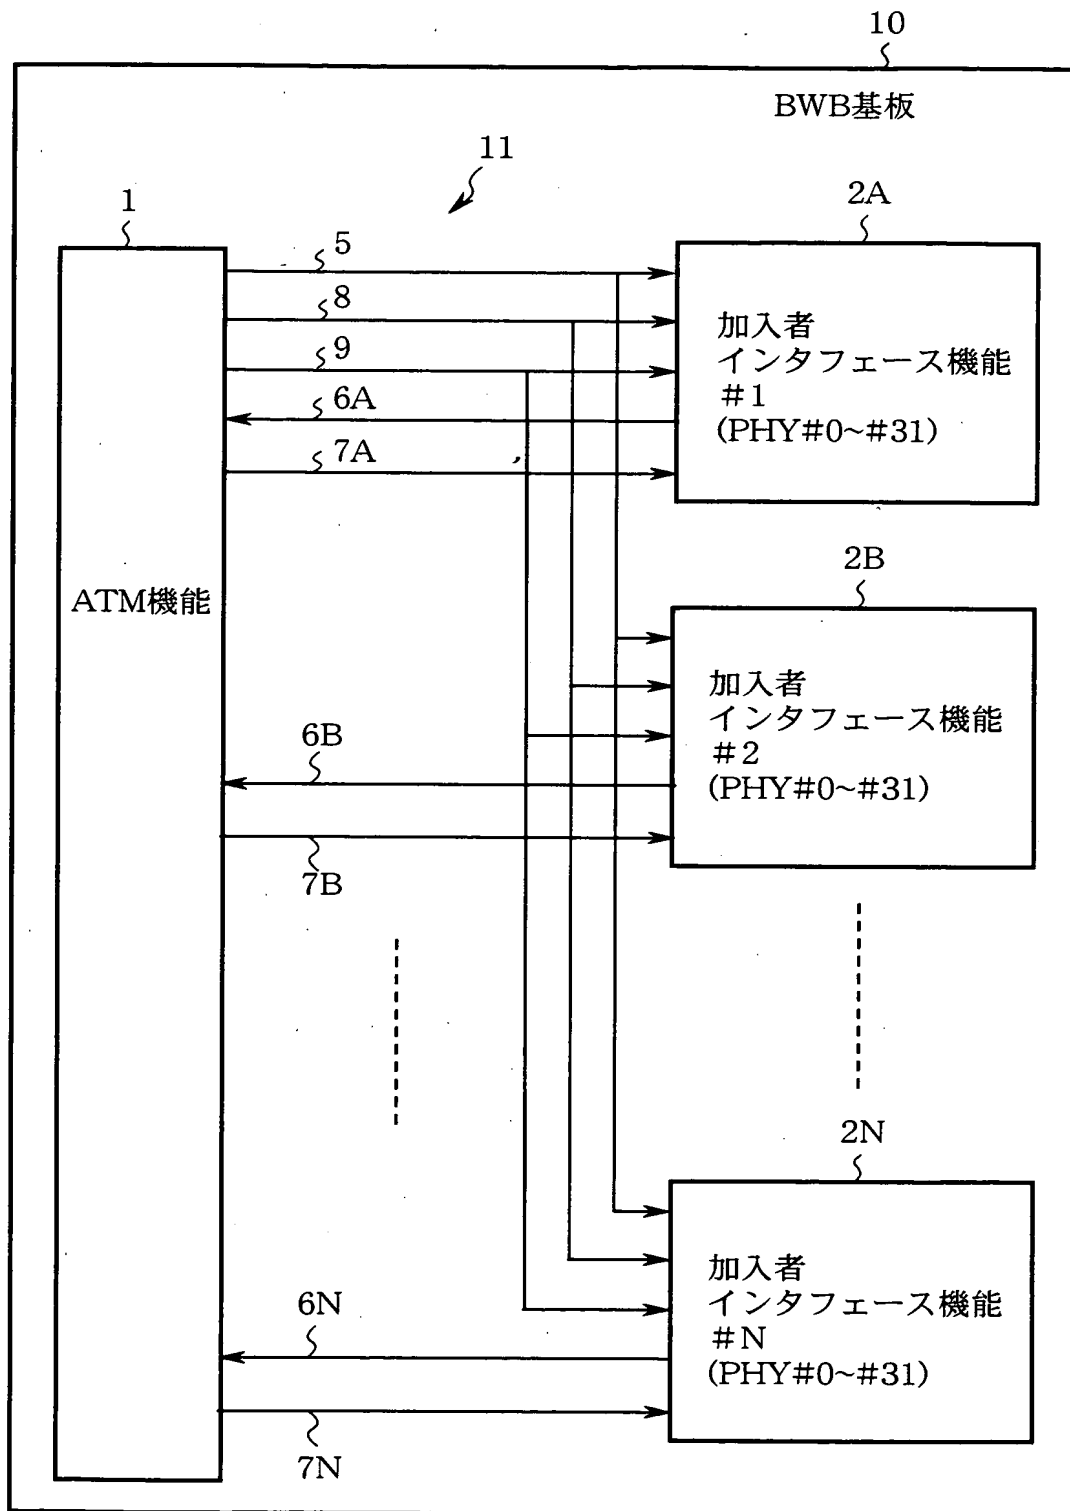 10
BWB基板
11
1
2A
5
8
9
6A
7A
加入者
インタフェース機能
#1
(PHY#0~#31)
ATM機能
2B
加入者
インタフェース機能
#2
(PHY#0~#31)
6B
7B
2N
加入者
インタフェース機能
#N
(PHY#0~#31)
6N
7N